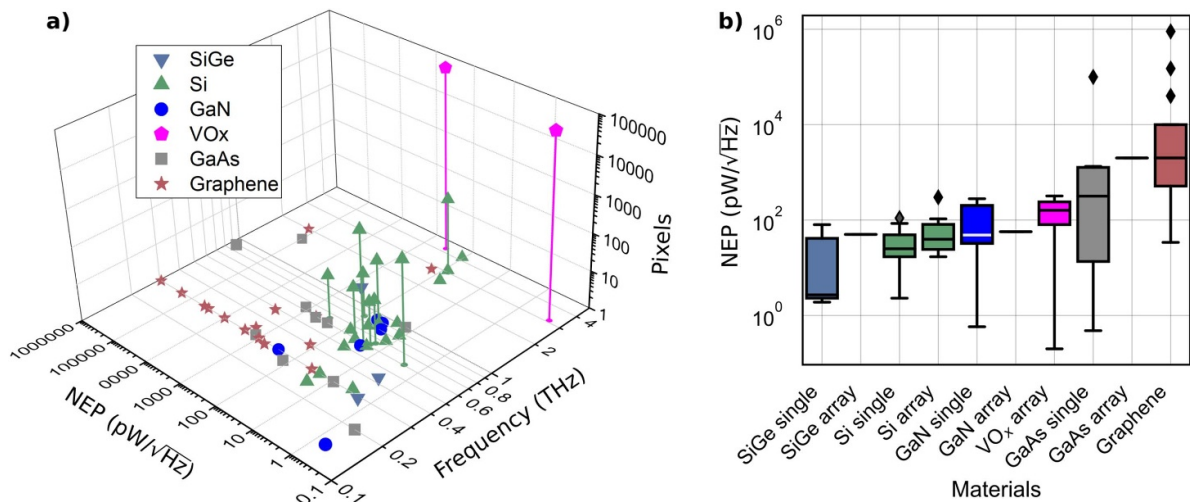 a)
SiGe
Si
GaN
VOx
GaAs
Graphene
100000
10000
1000
100
10
1
Pixels
4
2
1
0.8
0.6
0.4
0.2
0.1
Frequency (THz)
1000000
100000
0000
1000
100
10
1
0.1
NEP (pW/√Hz)
b)
10⁶
10⁴
10²
10⁰
NEP (pW/√Hz)
SiGe single
SiGe array
Si single
Si array
GaN single
GaN array
VOₓ array
GaAs single
GaAs array
Graphene
Materials